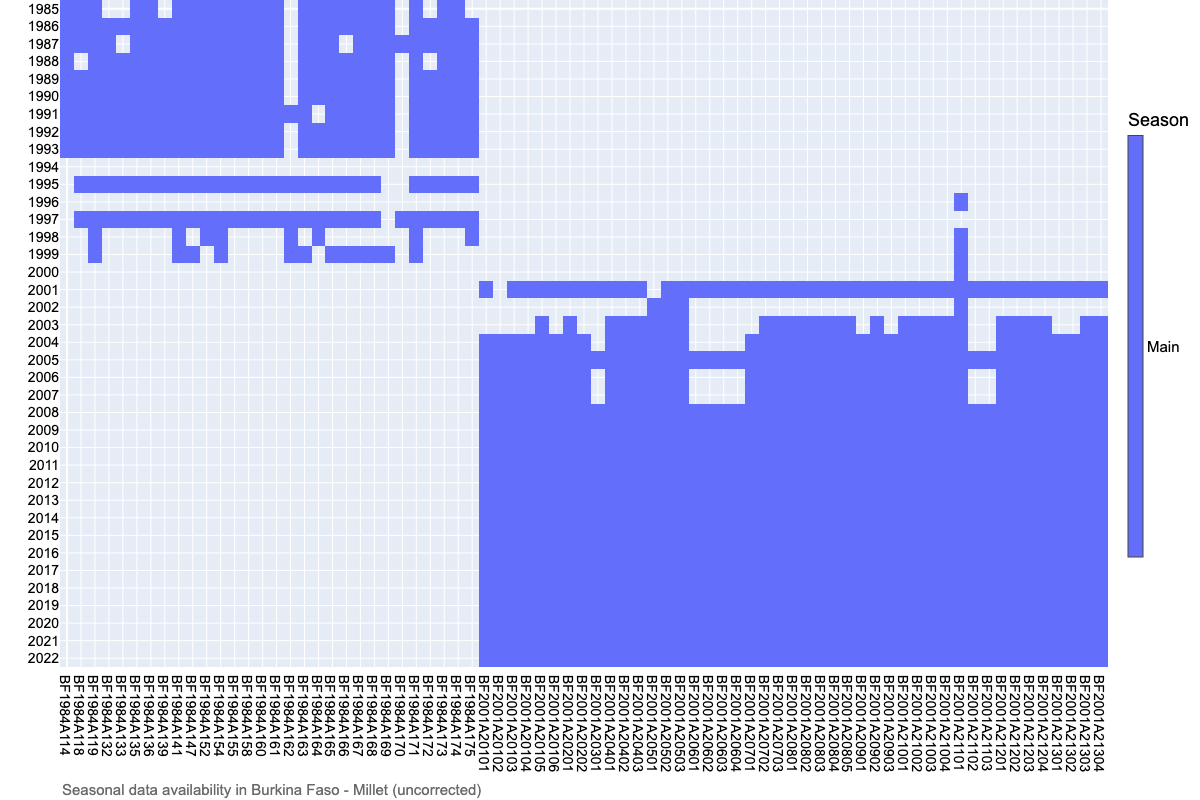 1985
1986
1987
1988
1989
1990
1991
1992
1993
1994
1995
1996
1997
1998
1999
2000
2001
2002
2003
2004
2005
2006
2007
2008
2009
2010
2011
2012
2013
2014
2015
2016
2017
2018
2019
2020
2021
2022
BF1984A114
BF1984A118
BF1984A119
BF1984A132
BF1984A133
BF1984A135
BF1984A136
BF1984A139
BF1984A141
BF1984A147
BF1984A152
BF1984A154
BF1984A155
BF1984A158
BF1984A160
BF1984A161
BF1984A162
BF1984A163
BF1984A164
BF1984A165
BF1984A166
BF1984A167
BF1984A168
BF1984A169
BF1984A170
BF1984A171
BF1984A172
BF1984A173
BF1984A174
BF1984A175
BF2001A20101
BF2001A20102
BF2001A20103
BF2001A20104
BF2001A20105
BF2001A20106
BF2001A20201
BF2001A20202
BF2001A20301
BF2001A20401
BF2001A20402
BF2001A20403
BF2001A20501
BF2001A20502
BF2001A20503
BF2001A20601
BF2001A20602
BF2001A20603
BF2001A20604
BF2001A20701
BF2001A20702
BF2001A20703
BF2001A20801
BF2001A20802
BF2001A20803
BF2001A20804
BF2001A20805
BF2001A20901
BF2001A20902
BF2001A20903
BF2001A21001
BF2001A21002
BF2001A21003
BF2001A21004
BF2001A21101
BF2001A21102
BF2001A21103
BF2001A21201
BF2001A21202
BF2001A21203
BF2001A21204
BF2001A21301
BF2001A21302
BF2001A21303
BF2001A21304
Season
Main
Seasonal data availability in Burkina Faso - Millet (uncorrected)